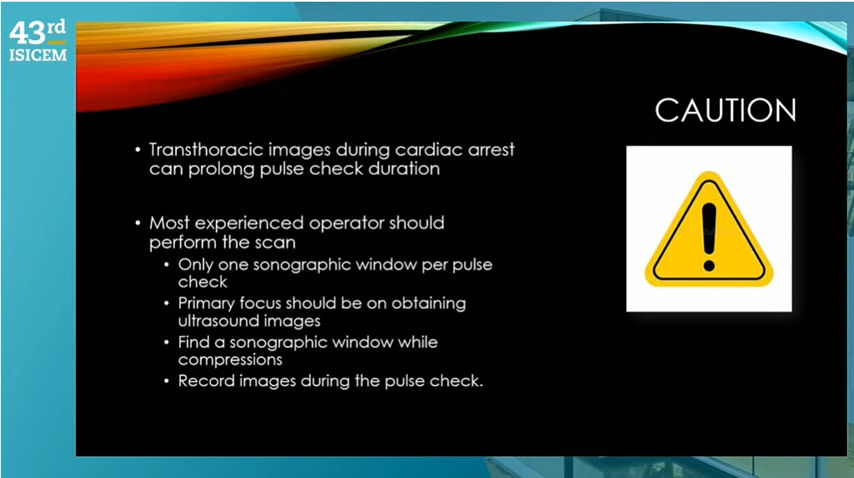 43rd
ISICEM
CAUTION
• Transthoracic images during cardiac arrest
can prolong pulse check duration
• Most experienced operator should
perform the scan
• Only one sonographic window per pulse
check
• Primary focus should be on obtaining
ultrasound images
• Find a sonographic window while
compressions
• Record images during the pulse check.